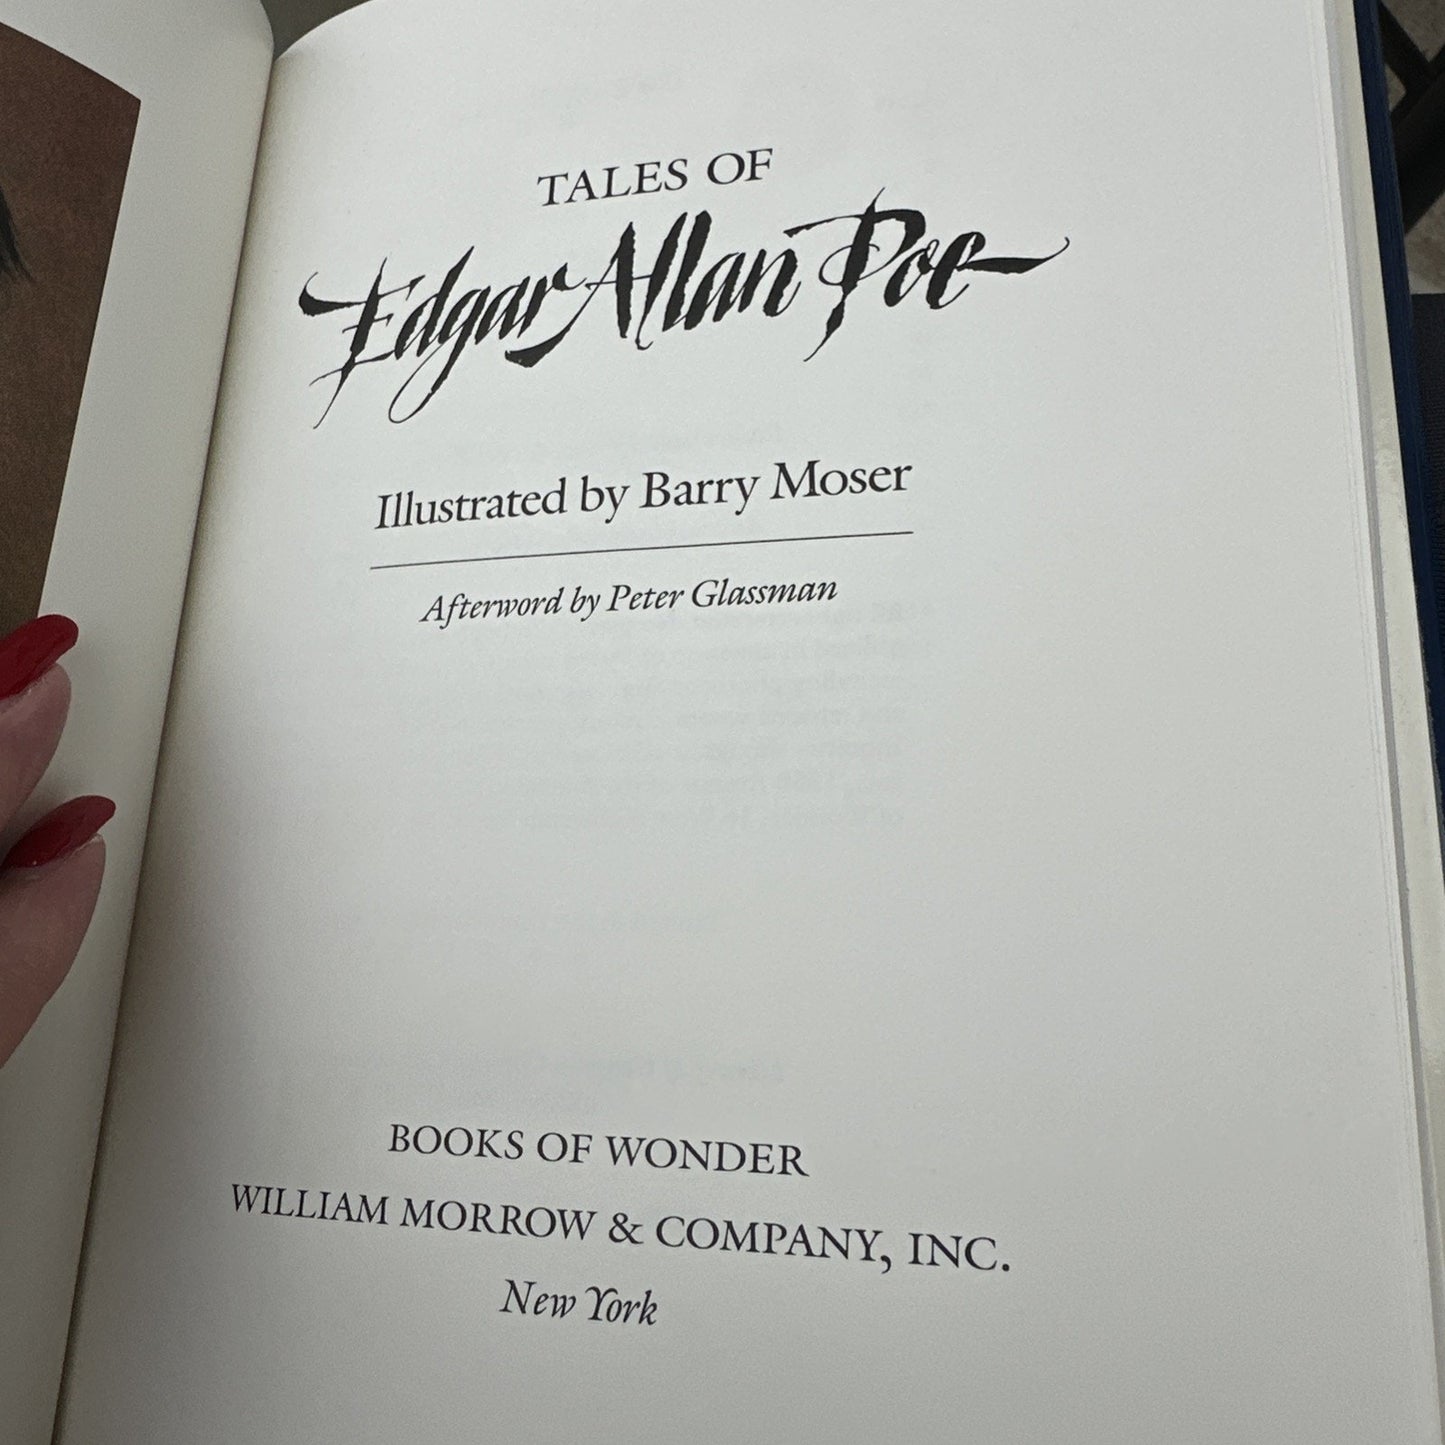 TALES OF
Edgar Allan Poe
Illustrated by Barry Moser
Afterword by Peter Glassman
BOOKS OF WONDER
WILLIAM MORROW & COMPANY, INC.
New York